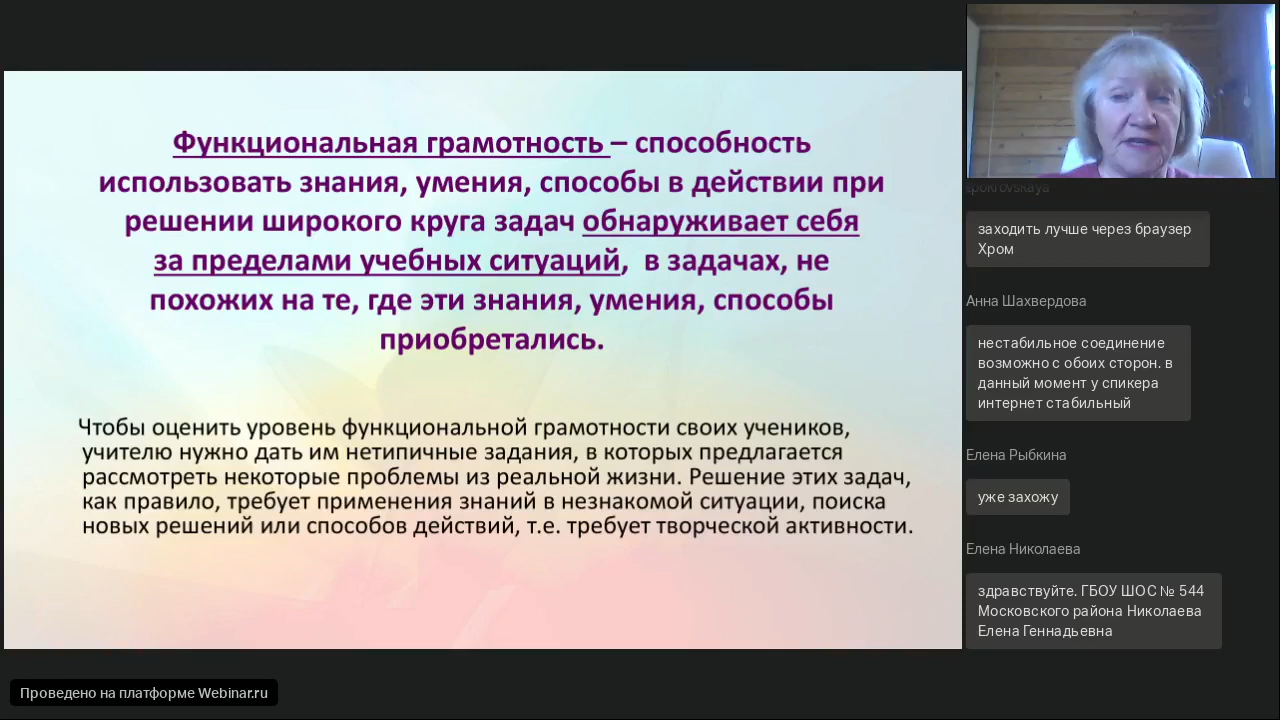 Функциональная грамотность – способность
использовать знания, умения, способы в действии при
решении широкого круга задач обнаруживает себя
за пределами учебных ситуаций, в задачах, не
похожих на те, где эти знания, умения, способы
приобретались.
Чтобы оценить уровень функциональной грамотности своих учеников,
учителю нужно дать им нетипичные задания, в которых предлагается
рассмотреть некоторые проблемы из реальной жизни. Решение этих задач,
как правило, требует применения знаний в незнакомой ситуации, поиска
новых решений или способов действий, т.е. требует творческой активности.
tpokrovskaya
заходить лучше через браузер
Хром
Анна Шахвердова
нестабильное соединение
возможно с обоих сторон. в
данный момент у спикера
интернет стабильный
Елена Рыбкина
уже захожу
Елена Николаева
здравствуйте. ГБОУ ШОС № 544
Московского района Николаева
Елена Геннадьевна
Проведено на платформе Webinar.ru